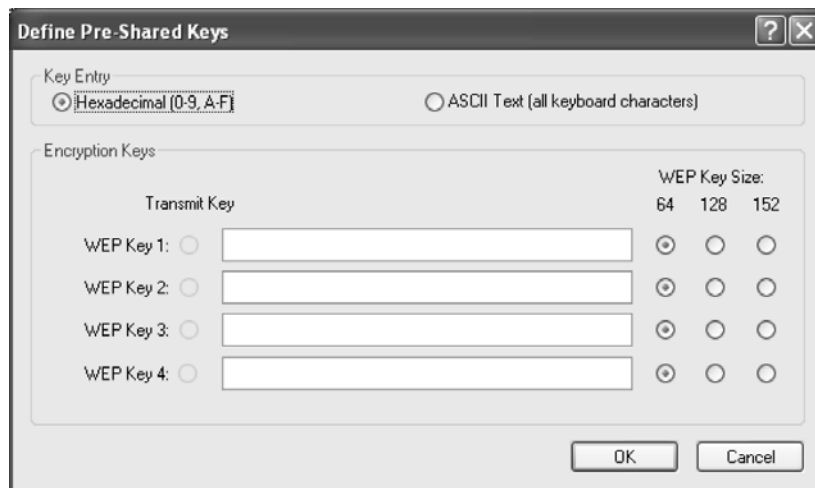 Define Pre-Shared Keys
Key Entry
Hexadecimal (0-9, A-F)
ASCII Text (all keyboard characters)
Encryption Keys
WEP Key Size:
Transmit Key
64 128 152
WEP Key 1:
WEP Key 2:
WEP Key 3:
WEP Key 4:
OK
Cancel